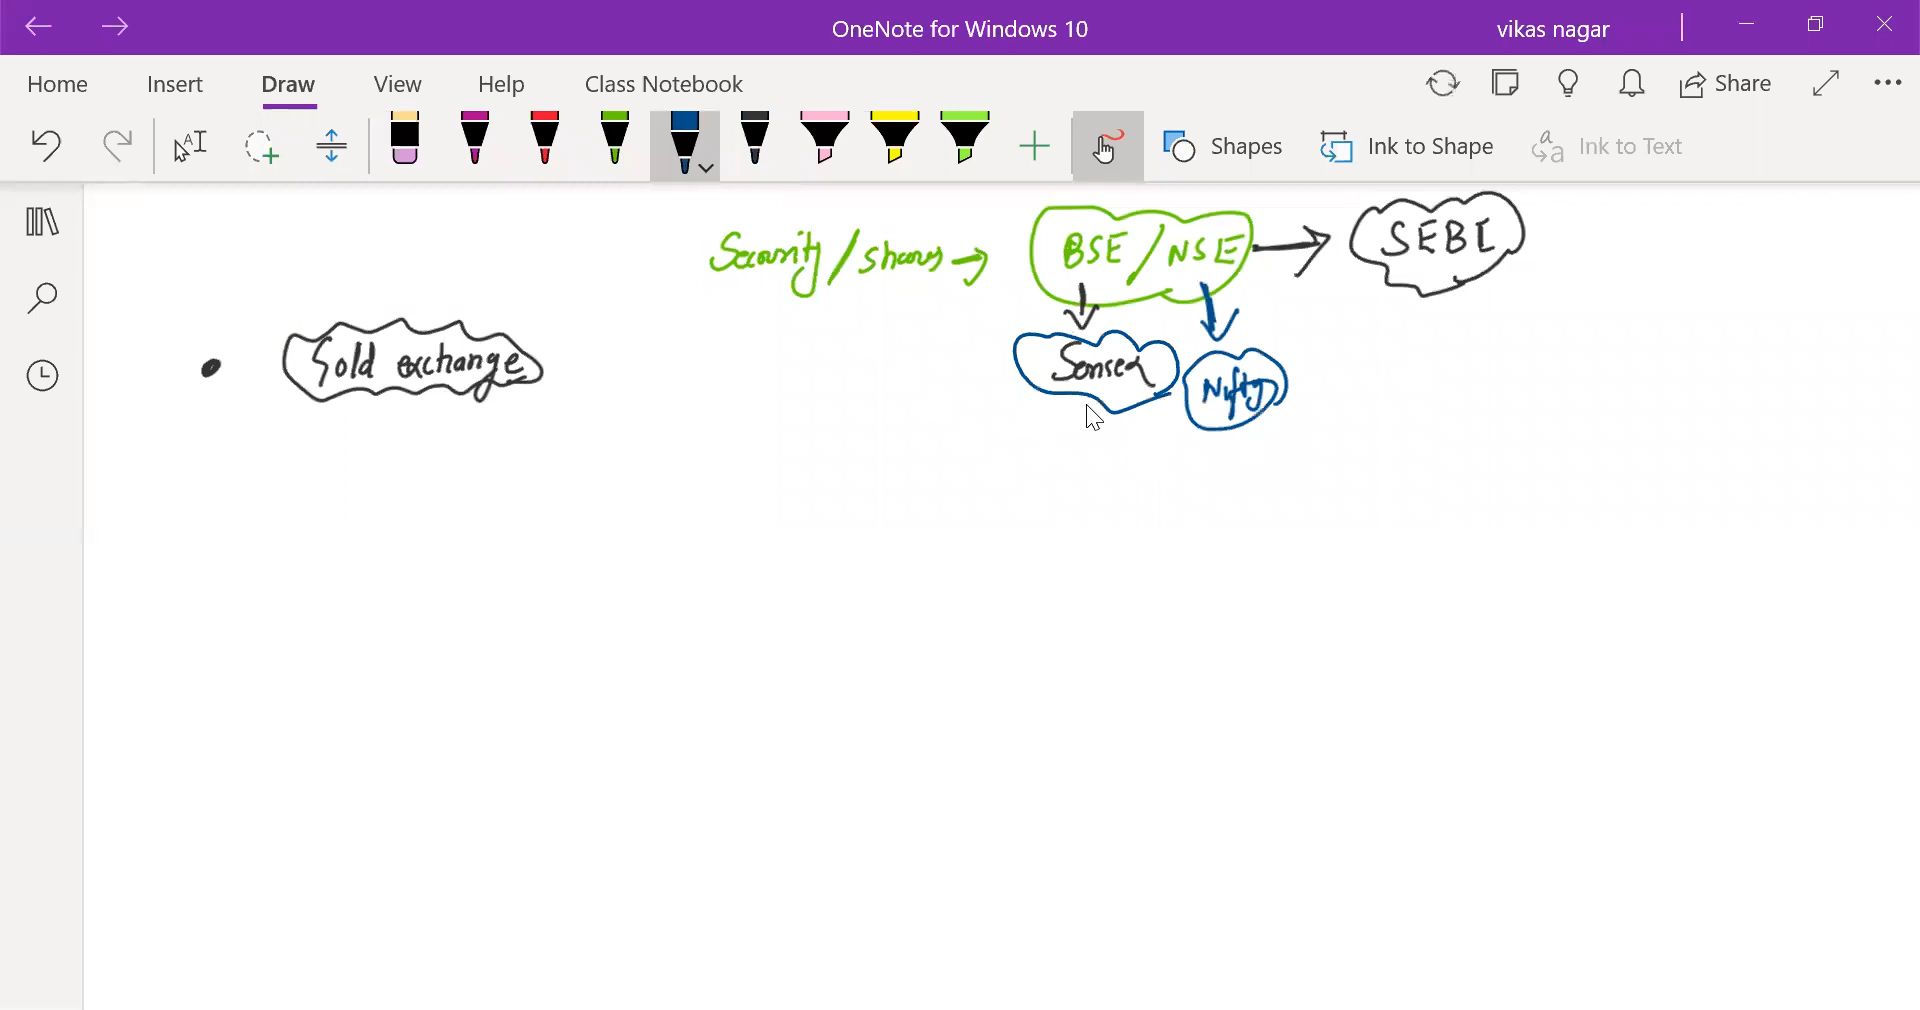 OneNote for Windows 10
vikas nagar
Home Insert Draw View Help Class Notebook Share
Shapes Ink to Shape Ink to Text
Security/shares → BSE/NSE → SEBI
• Gold exchange
Sensex Nifty